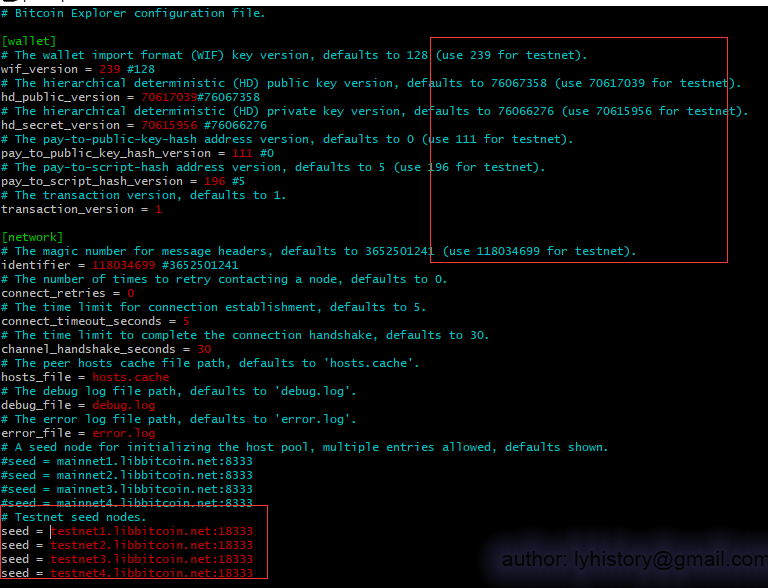 # Bitcoin Explorer configuration file.
[wallet]
# The wallet import format (WIF) key version, defaults to 128 (use 239 for testnet).
wif_version = 239 #128
# The hierarchical deterministic (HD) public key version, defaults to 76067358 (use 70617039 for testnet).
hd_public_version = 70617039#76067358
# The hierarchical deterministic (HD) private key version, defaults to 76066276 (use 70615956 for testnet).
hd_secret_version = 70615956 #76066276
# The pay-to-public-key-hash address version, defaults to 0 (use 111 for testnet).
pay_to_public_key_hash_version = 111 #0
# The pay-to-script-hash address version, defaults to 5 (use 196 for testnet).
pay_to_script_hash_version = 196 #5
# The transaction version, defaults to 1.
transaction_version = 1
[network]
# The magic number for message headers, defaults to 3652501241 (use 118034699 for testnet).
identifier = 118034699 #3652501241
# The number of times to retry contacting a node, defaults to 0.
connect_retries = 0
# The time limit for connection establishment, defaults to 5.
connect_timeout_seconds = 5
# The time limit to complete the connection handshake, defaults to 30.
channel_handshake_seconds = 30
# The peer hosts cache file path, defaults to 'hosts.cache'.
hosts_file = hosts.cache
# The debug log file path, defaults to 'debug.log'.
debug_file = debug.log
# The error log file path, defaults to 'error.log'.
error_file = error.log
# A seed node for initializing the host pool, multiple entries allowed, defaults shown.
#seed = mainnet1.libbitcoin.net:8333
#seed = mainnet2.libbitcoin.net:8333
#seed = mainnet3.libbitcoin.net:8333
#seed = mainnet4.libbitcoin.net:8333
# Testnet seed nodes.
seed = testnet1.libbitcoin.net:18333
seed = testnet2.libbitcoin.net:18333
seed = testnet3.libbitcoin.net:18333
seed = testnet4.libbitcoin.net:18333
author: lyhistory@gmail.com